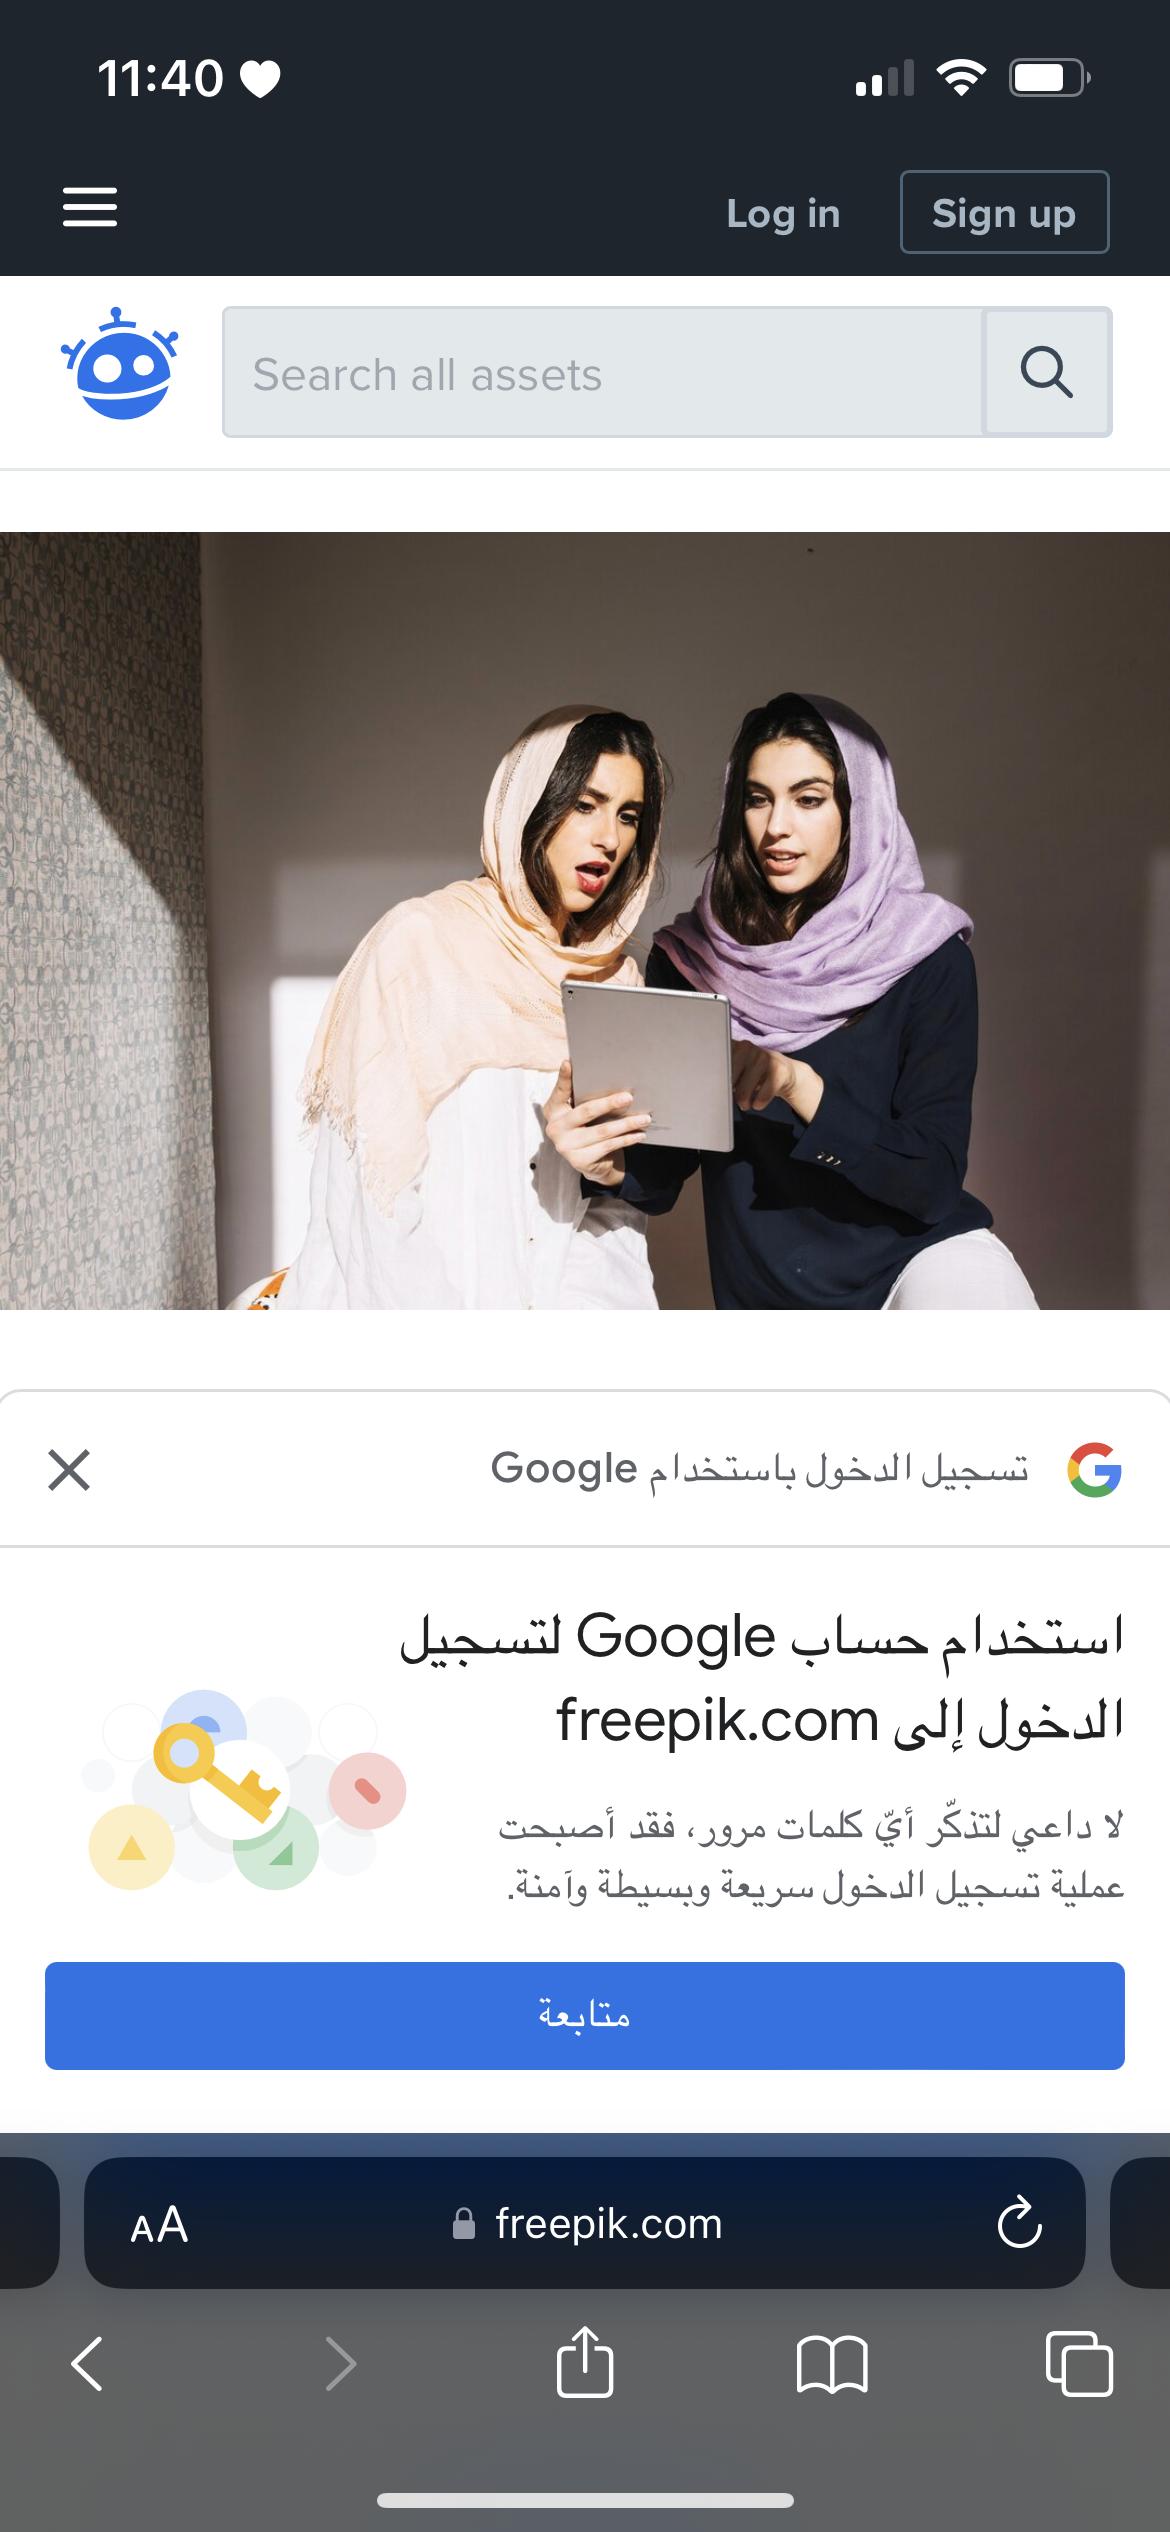 11:40
Log in
Sign up
Search all assets
تسجيل الدخول باستخدام Google
استخدام حساب Google لتسجيل
الدخول إلى freepik.com
لا داعي لتذكّر أيّ كلمات مرور، فقد أصبحت
عملية تسجيل الدخول سريعة وبسيطة وآمنة.
متابعة
AA
freepik.com